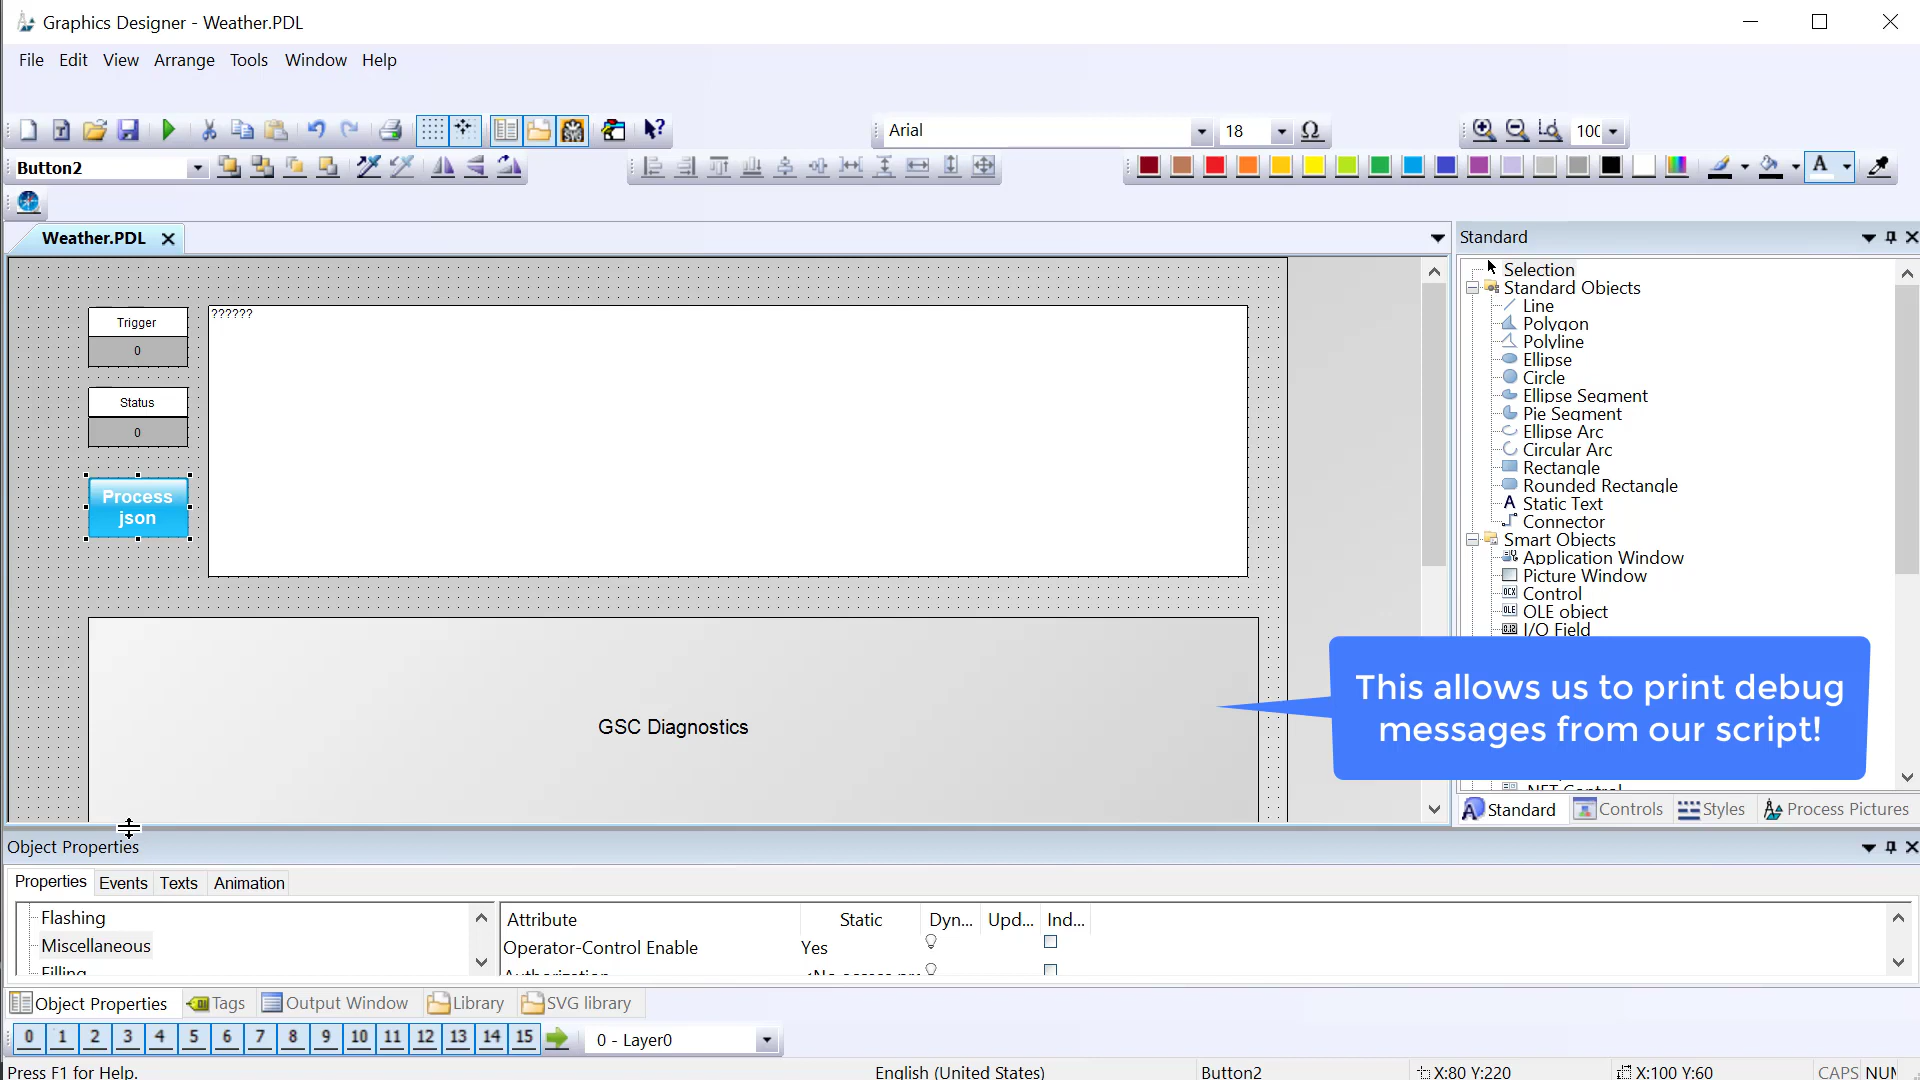 Graphics Designer - Weather.PDL
File Edit View Arrange Tools Window Help
Arial 18 Ω 100
Button2 A
Weather.PDL
Standard
Selection
Standard Objects
Line
Polygon
Polyline
Ellipse
Circle
Ellipse Segment
Pie Segment
Ellipse Arc
Circular Arc
Rectangle
Rounded Rectangle
Static Text
Connector
Smart Objects
Application Window
Picture Window
Control
OLE object
I/O Field
Trigger
0
??????
Status
0
Process
json
GSC Diagnostics
This allows us to print debug
messages from our script!
Standard Controls Styles Process Pictures
Object Properties
Properties Events Texts Animation
Flashing
Miscellaneous
Filling
Attribute Static Dyn... Upd... Ind...
Operator-Control Enable Yes
Object Properties Tags Output Window Library SVG library
0 1 2 3 4 5 6 7 8 9 10 11 12 13 14 15 0 - Layer0
Press F1 for Help. English (United States) Button2 X:80 Y:220 X:100 Y:60 CAPS NUM